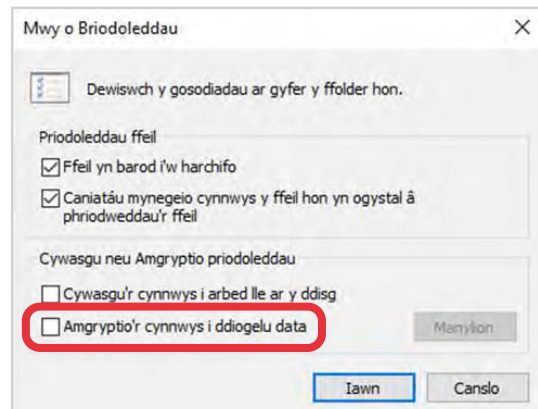 Mwy o Briodoleddau
Dewiswch y gosodiadau ar gyfer y ffolder hon.
Priodoleddau ffeil
Ffeil yn barod i'w harchifo
Caniatáu mynegeio cynnwys y ffeil hon yn ogystal â
phriodweddau'r ffeil
Cywasgu neu Amgryptio priodoleddau
Cywasgu'r cynnwys i arbed lle ar y ddisg
Amgryptio'r cynnwys i ddiogelu data
Manylion
Iawn
Canslo